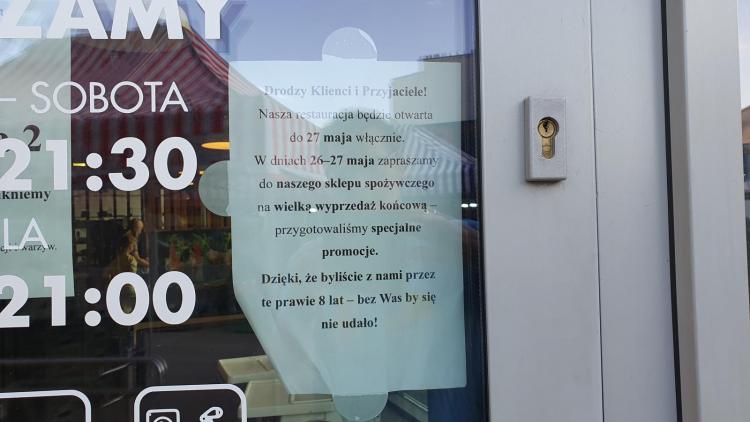 ZAMY
– SOBOTA
21:30
LA
21:00
Drodzy Klienci i Przyjaciele!
Nasza restauracja będzie otwarta
do 27 maja włącznie.
W dniach 26–27 maja zapraszamy
do naszego sklepu spożywczego
na wielką wyprzedaż końcową –
przygotowaliśmy specjalne
promocje.
Dzięki, że byliście z nami przez
te prawie 8 lat – bez Was by się
nie udało!